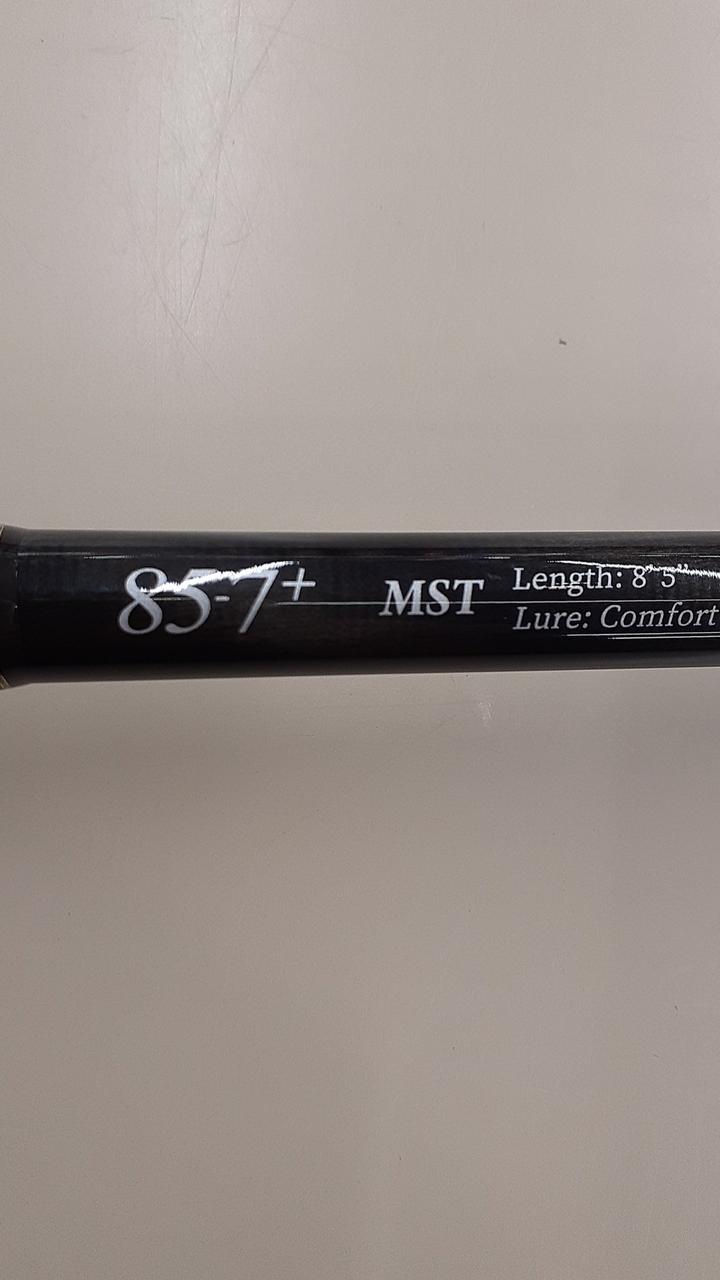 85-7+ MST
Length: 8' 5''
Lure: Comfort